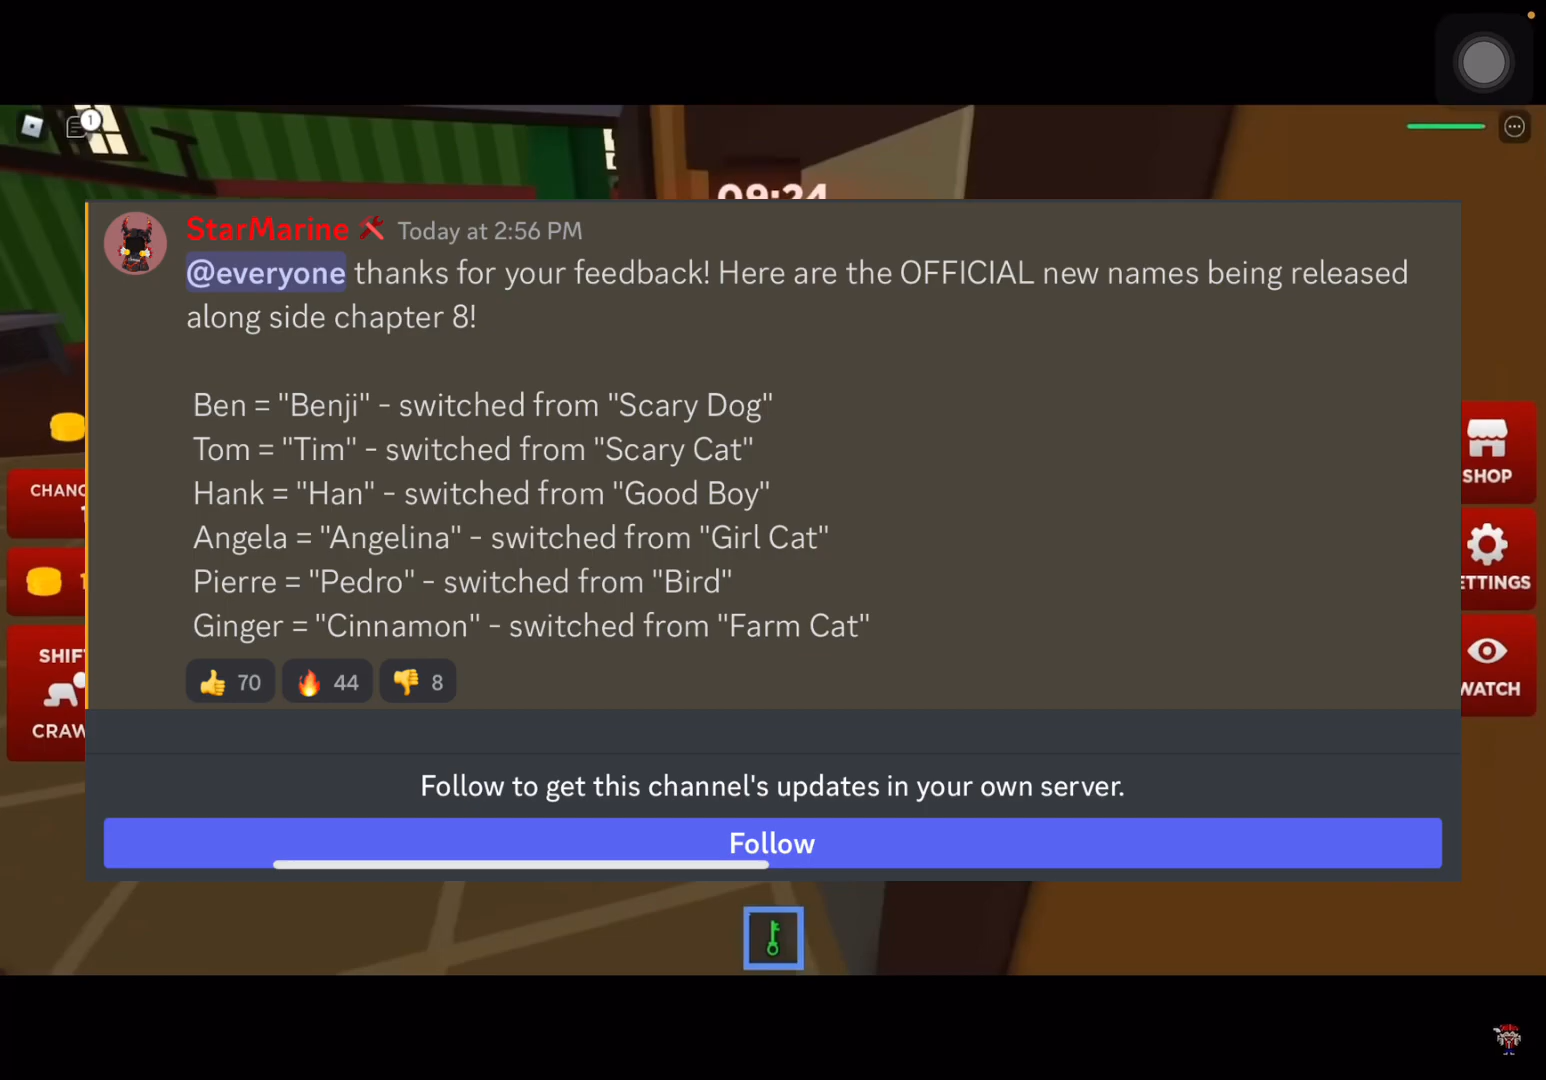 1
09:24
StarMarine Today at 2:56 PM
@everyone thanks for your feedback! Here are the OFFICIAL new names being released
along side chapter 8!
Ben = "Benji" - switched from "Scary Dog"
Tom = "Tim" - switched from "Scary Cat"
Hank = "Han" - switched from "Good Boy"
Angela = "Angelina" - switched from "Girl Cat"
Pierre = "Pedro" - switched from "Bird"
Ginger = "Cinnamon" - switched from "Farm Cat"
70 44 8
SHOP
ETTINGS
WATCH
CHANC
SHIF
CRAW
Follow to get this channel's updates in your own server.
Follow